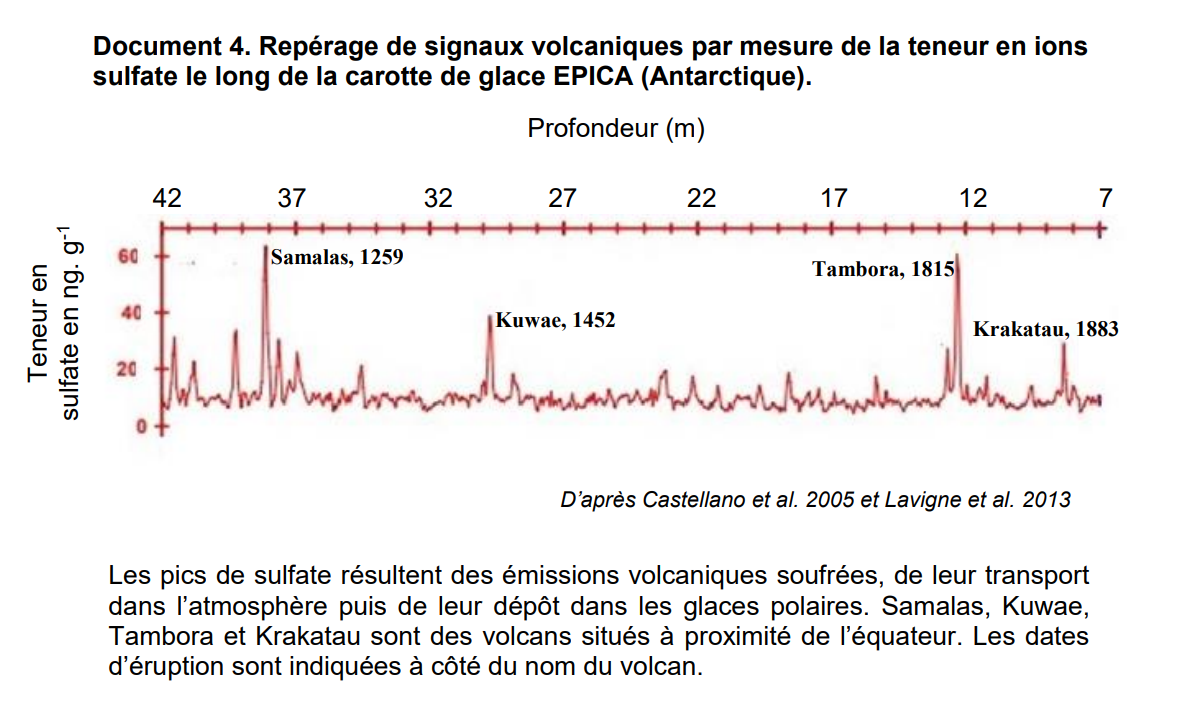 Document 4. Repérage de signaux volcaniques par mesure de la teneur en ions
sulfate le long de la carotte de glace EPICA (Antarctique).
Profondeur (m)
42 37 32 27 22 17 12 7
Teneur en
sulfate en ng. g-1
60
Samalas, 1259
Tambora, 1815
40
Kuwae, 1452
Krakatau, 1883
20
0
D’après Castellano et al. 2005 et Lavigne et al. 2013
Les pics de sulfate résultent des émissions volcaniques soufrées, de leur transport
dans l’atmosphère puis de leur dépôt dans les glaces polaires. Samalas, Kuwae,
Tambora et Krakatau sont des volcans situés à proximité de l’équateur. Les dates
d’éruption sont indiquées à côté du nom du volcan.